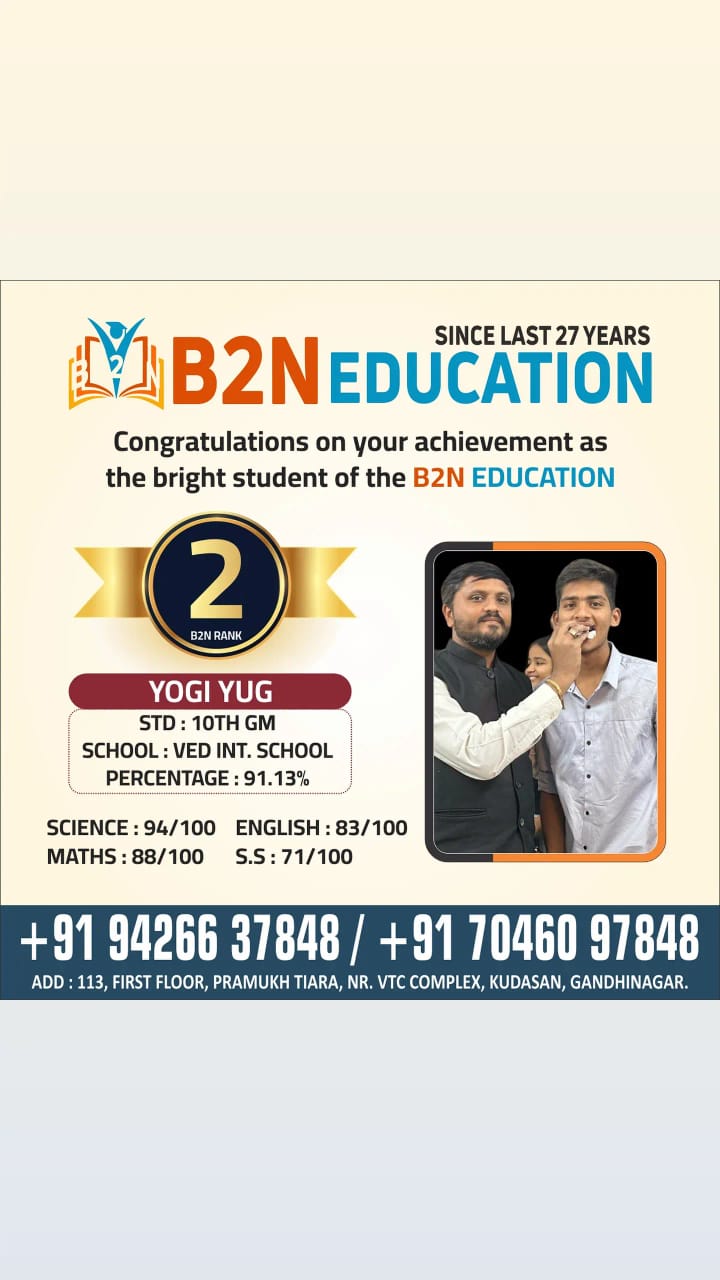 B2N
SINCE LAST 27 YEARS
B2N EDUCATION
Congratulations on your achievement as
the bright student of the B2N EDUCATION
2
B2N RANK
YOGI YUG
STD : 10TH GM
SCHOOL : VED INT. SCHOOL
PERCENTAGE : 91.13%
SCIENCE : 94/100 ENGLISH : 83/100
MATHS : 88/100 S.S : 71/100
+91 94266 37848 / +91 70460 97848
ADD : 113, FIRST FLOOR, PRAMUKH TIARA, NR. VTC COMPLEX, KUDASAN, GANDHINAGAR.